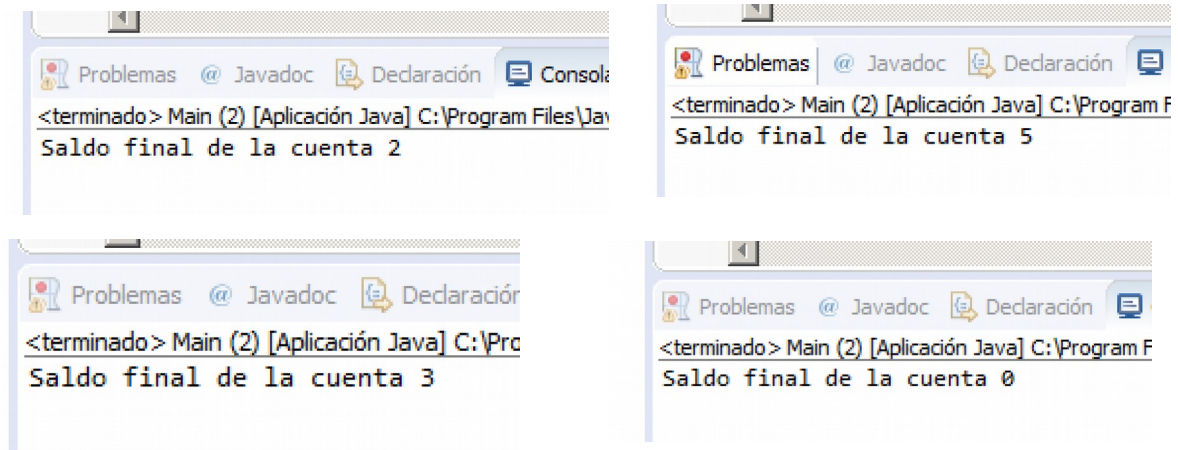 Problemas @ Javadoc Declaración Consola
<terminado> Main (2) [Aplicación Java] C:\Program Files\Jav
Saldo final de la cuenta 2
Problemas @ Javadoc Declaración
<terminado> Main (2) [Aplicación Java] C:\Program F
Saldo final de la cuenta 5
Problemas @ Javadoc Declaración
<terminado> Main (2) [Aplicación Java] C:\Pro
Saldo final de la cuenta 3
Problemas @ Javadoc Declaración
<terminado> Main (2) [Aplicación Java] C:\Program F
Saldo final de la cuenta 0